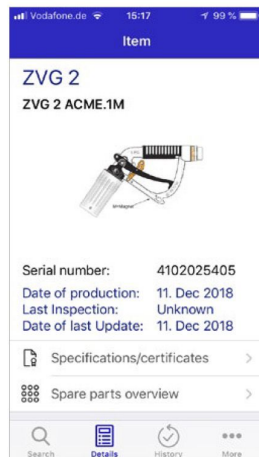 Vodafone.de 15:17 99 %
Item
ZVG 2
ZVG 2 ACME.1M
Serial number: 4102025405
Date of production: 11. Dec 2018
Last Inspection: Unknown
Date of last Update: 11. Dec 2018
Specifications/certificates
Spare parts overview
Search Details History More